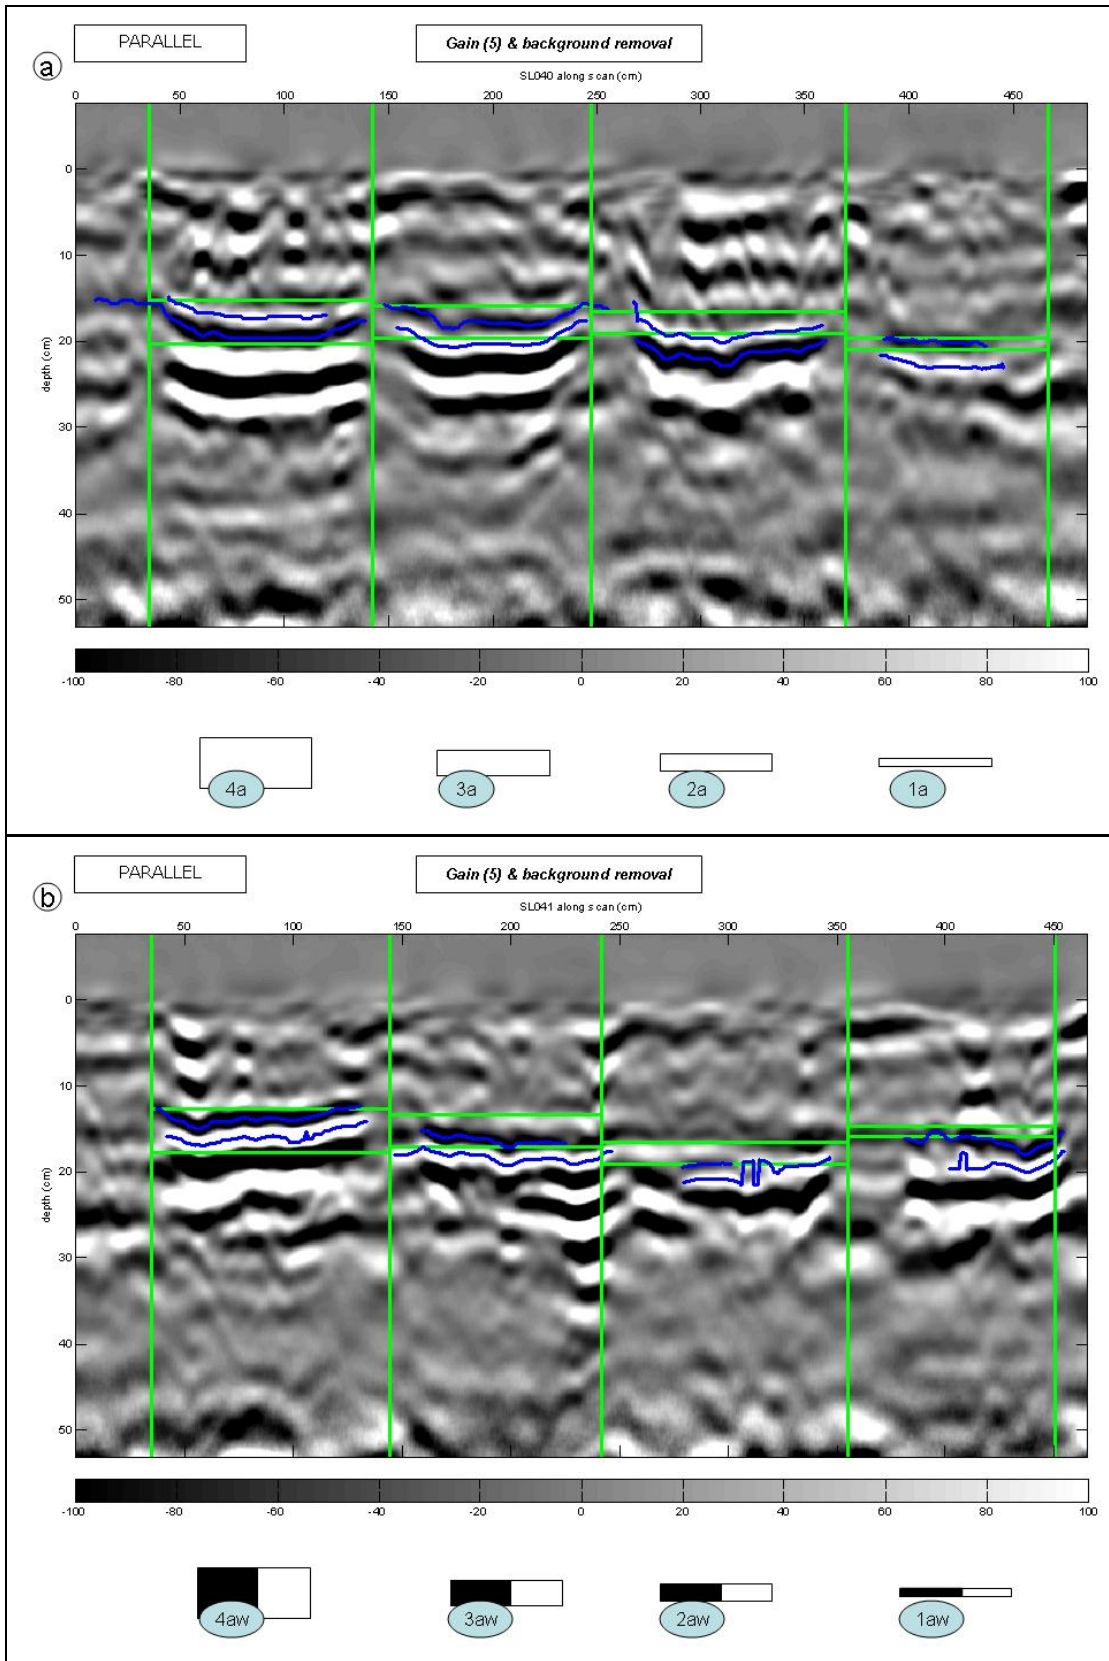 a
PARALLEL
Gain (5) & background removal
SL040 along scan (cm)
0 50 100 150 200 250 300 350 400 450
0
10
20
30
40
50
depth (cm)
-100 -80 -60 -40 -20 0 20 40 60 80 100
4a 3a 2a 1a
b
PARALLEL
Gain (5) & background removal
SL041 along scan (cm)
0 50 100 150 200 250 300 350 400 450
0
10
20
30
40
50
depth (cm)
-100 -80 -60 -40 -20 0 20 40 60 80 100
4aw 3aw 2aw 1aw